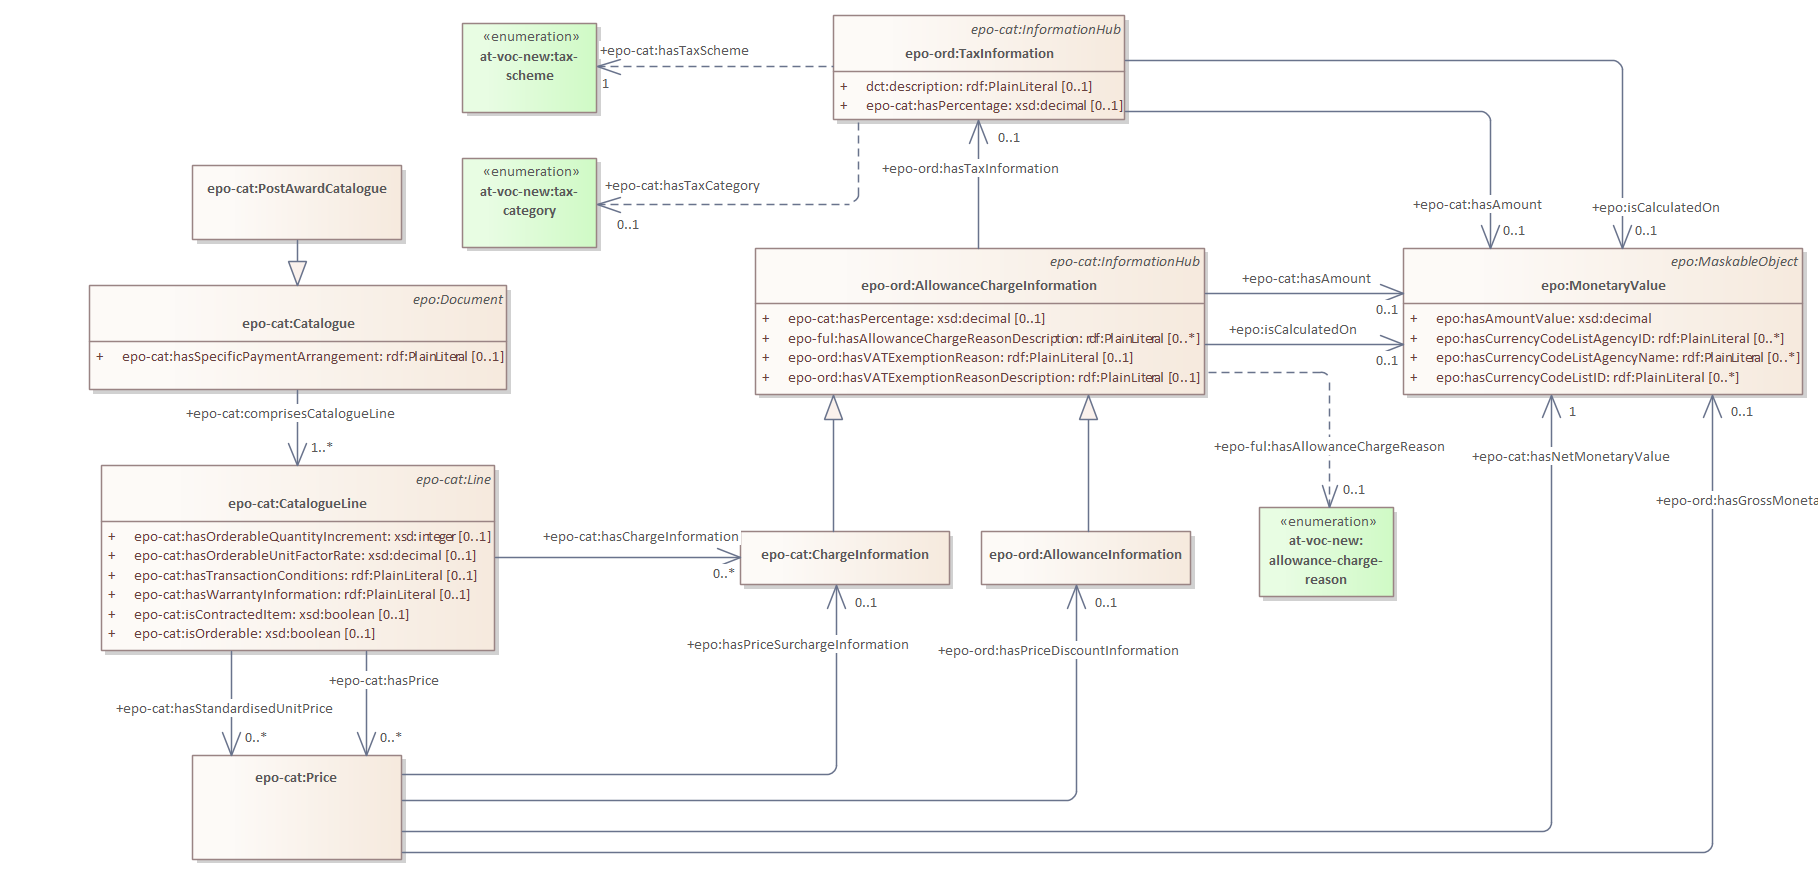 «enumeration»
at-voc-new:tax-
scheme
+epo-cat:hasTaxScheme
1
epo-cat:InformationHub
epo-ord:TaxInformation
+ dct:description: rdf:PlainLiteral [0..1]
+ epo-cat:hasPercentage: xsd:decimal [0..1]
0..1
+epo-ord:hasTaxInformation
«enumeration»
at-voc-new:tax-
category
+epo-cat:hasTaxCategory
0..1
+epo-cat:hasAmount
0..1
+epo:isCalculatedOn
0..1
epo-cat:PostAwardCatalogue
epo:Document
epo-cat:Catalogue
+ epo-cat:hasSpecificPaymentArrangement: rdf:PlainLiteral [0..1]
+epo-cat:comprisesCatalogueLine
1..*
epo-cat:InformationHub
epo-ord:AllowanceChargeInformation
+ epo-cat:hasPercentage: xsd:decimal [0..1]
+ epo-ful:hasAllowanceChargeReasonDescription: rdf:PlainLiteral [0..*]
+ epo-ord:hasVATExemptionReason: rdf:PlainLiteral [0..1]
+ epo-ord:hasVATExemptionReasonDescription: rdf:PlainLiteral [0..1]
+epo-cat:hasAmount
0..1
+epo:isCalculatedOn
0..1
epo:MaskableObject
epo:MonetaryValue
+ epo:hasAmountValue: xsd:decimal
+ epo:hasCurrencyCodeListAgencyID: rdf:PlainLiteral [0..*]
+ epo:hasCurrencyCodeListAgencyName: rdf:PlainLiteral [0..*]
+ epo:hasCurrencyCodeListID: rdf:PlainLiteral [0..*]
+epo-ful:hasAllowanceChargeReason
0..1
1
+epo-cat:hasNetMonetaryValue
0..1
+epo-ord:hasGrossMoneta
epo-cat:Line
epo-cat:CatalogueLine
+ epo-cat:hasOrderableQuantityIncrement: xsd:integer [0..1]
+ epo-cat:hasOrderableUnitFactorRate: xsd:decimal [0..1]
+ epo-cat:hasTransactionConditions: rdf:PlainLiteral [0..1]
+ epo-cat:hasWarrantyInformation: rdf:PlainLiteral [0..1]
+ epo-cat:isContractedItem: xsd:boolean [0..1]
+ epo-cat:isOrderable: xsd:boolean [0..1]
+epo-cat:hasChargeInformation
0..*
epo-cat:ChargeInformation
epo-ord:AllowanceInformation
«enumeration»
at-voc-new:
allowance-charge-
reason
0..1
+epo:hasPriceSurchargeInformation
0..1
+epo-ord:hasPriceDiscountInformation
+epo-cat:hasPrice
0..*
+epo-cat:hasStandardisedUnitPrice
0..*
epo-cat:Price